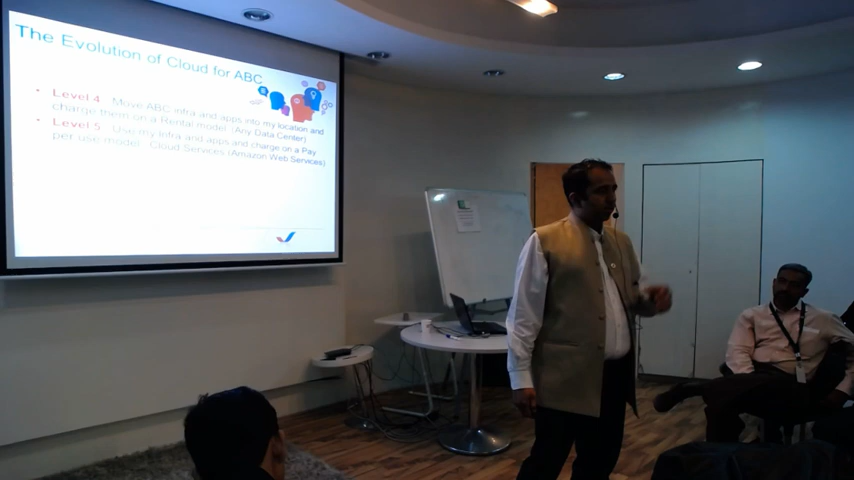 The Evolution of Cloud for ABC
• Level 4 - Move ABC infra and apps into my location and
charge them on a Rental model (Any Data Center)
• Level 5 - Use my infra and apps and charge on a Pay
per use model - Cloud Services (Amazon Web Services)